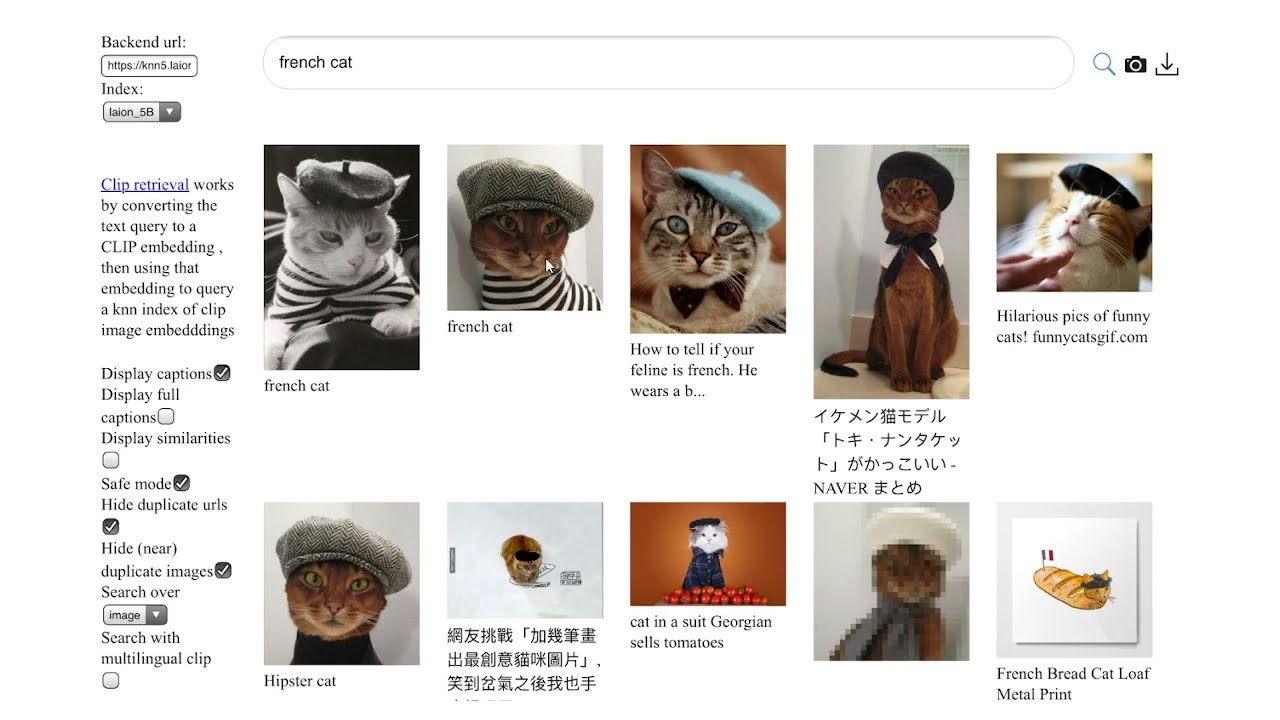 Backend url:
https://knn5.laior
Index:
laion_5B
french cat
Clip retrieval works
by converting the
text query to a
CLIP embedding ,
then using that
embedding to query
a knn index of clip
image embedddings
Display captions
Display full
captions
Display similarities
Safe mode
Hide duplicate urls
Hide (near)
duplicate images
Search over
image
Search with
multilingual clip
french cat
french cat
How to tell if your
feline is french. He
wears a b...
イケメン猫モデル
「トキ・ナンタケッ
ト」がかっこいい -
NAVER まとめ
Hilarious pics of funny
cats! funnycatsgif.com
Hipster cat
網友挑戰「加幾筆畫
出最創意貓咪圖片」,
笑到岔氣之後我也手
cat in a suit Georgian
sells tomatoes
French Bread Cat Loaf
Metal Print